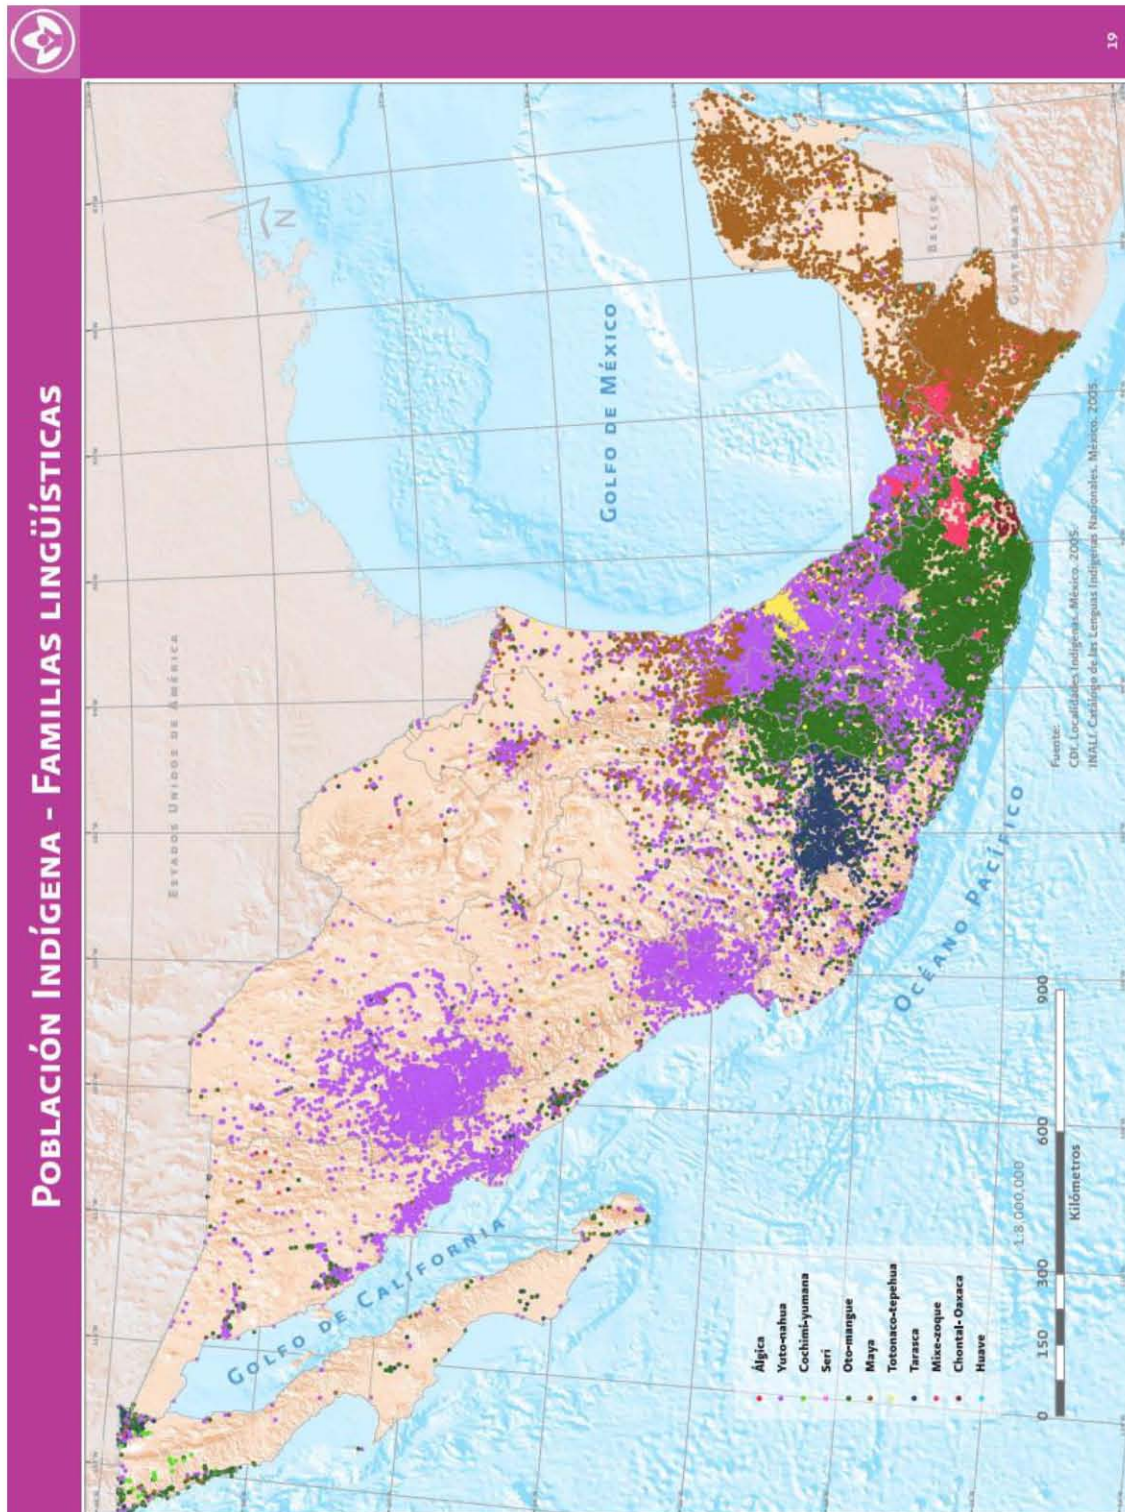 POBLACIÓN INDÍGENA - FAMILIAS LINGÜÍSTICAS
19
ESTADOS UNIDOS DE AMÉRICA
N
GOLFO DE MÉXICO
GOLFO DE CALIFORNIA
OCÉANO PACÍFICO
BELICE
GUATEMALA
Álgica
Yuto-nahua
Cochimí-yumana
Seri
Oto-mangue
Maya
Totonaco-tepehua
Tarasca
Mixe-zoque
Chontal-Oaxaca
Huave
1:8 000,000
0 150 300 600 900
Kilómetros
Fuente:
CDI. Localidades Indígenas. México. 2005.
INALI. Catálogo de las Lenguas Indígenas Nacionales. México. 2005.